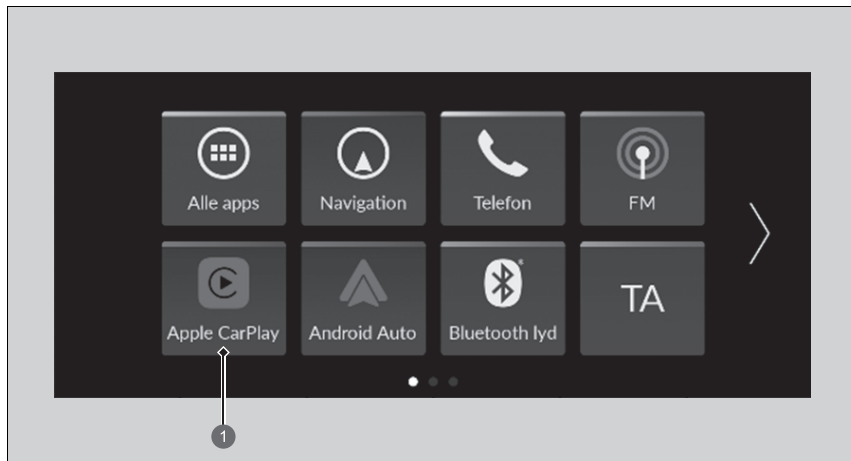 Alle apps
Navigation
Telefon
FM
Apple CarPlay
Android Auto
Bluetooth lyd
TA
1